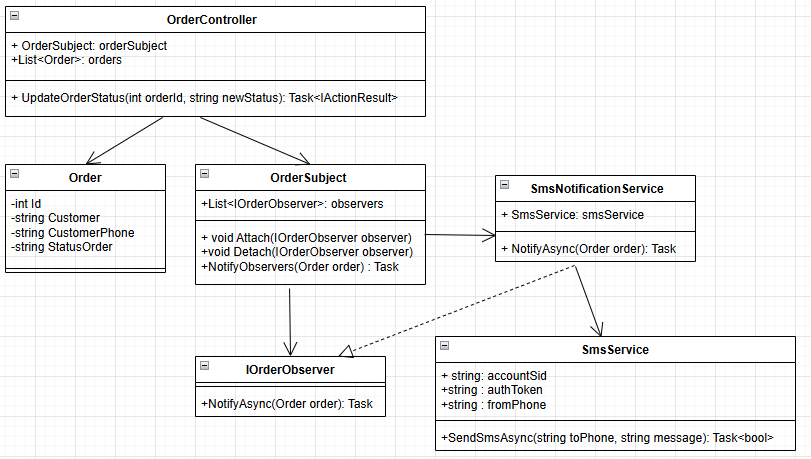 OrderController
+ OrderSubject: orderSubject
+List<Order>: orders
+ UpdateOrderStatus(int orderId, string newStatus): Task<IActionResult>
Order
-int Id
-string Customer
-string CustomerPhone
-string StatusOrder
OrderSubject
+List<IOrderObserver>: observers
+ void Attach(IOrderObserver observer)
+void Detach(IOrderObserver observer)
+NotifyObservers(Order order) : Task
SmsNotificationService
+ SmsService: smsService
+ NotifyAsync(Order order): Task
IOrderObserver
+NotifyAsync(Order order): Task
SmsService
+ string: accountSid
+string : authToken
+string : fromPhone
+SendSmsAsync(string toPhone, string message): Task<bool>